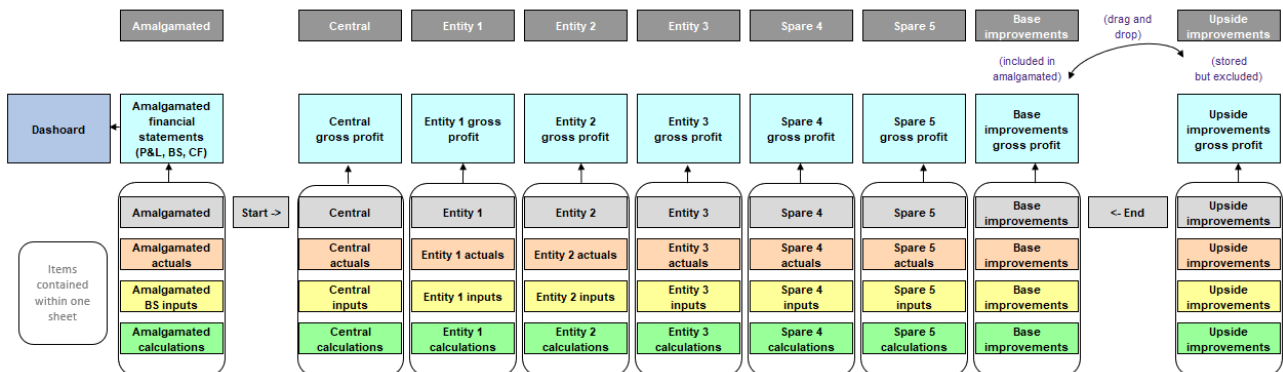 Amalgamated
Central
Entity 1
Entity 2
Entity 3
Spare 4
Spare 5
Base
improvements
(drag and
drop)
Upside
improvements
(included in
amalgamated)
(stored
but excluded)
Dashoard
Amalgamated
financial
statements
(P&L, BS, CF)
Central
gross profit
Entity 1 gross
profit
Entity 2
gross profit
Entity 3
gross profit
Spare 4
gross profit
Spare 5
gross profit
Base
improvements
gross profit
Upside
improvements
gross profit
Amalgamated
Start ->
Central
Entity 1
Entity 2
Entity 3
Spare 4
Spare 5
Base
improvements
<- End
Upside
improvements
Items
contained
within one
sheet
Amalgamated
actuals
Central
actuals
Entity 1 actuals
Entity 2 actuals
Entity 3
actuals
Spare 4
actuals
Spare 5
actuals
Base
improvements
Upside
improvements
Amalgamated
BS inputs
Central
inputs
Entity 1 inputs
Entity 2 inputs
Entity 3
inputs
Spare 4
inputs
Spare 5
inputs
Base
improvements
Upside
improvements
Amalgamated
calculations
Central
calculations
Entity 1
calculations
Entity 2
calculations
Entity 3
calculations
Spare 4
calculations
Spare 5
calculations
Base
improvements
Upside
improvements